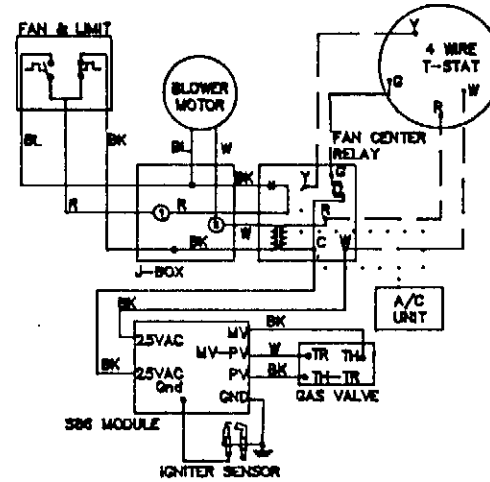 FAN & LIMIT
Y
4 WIRE
T-STAT
G
W
R
BLOWER
MOTOR
FAN CENTER
RELAY
BL
BK
BL
W
BK
Y
G
R
R
R
BK
W
C
W
J-BOX
A/C
UNIT
BK
BK
25VAC
MV
BK
MV-PV
W
TR
TH
25VAC
PV
BK
TH-TR
Gnd
GND
GAS VALVE
S86 MODULE
IGNITER SENSOR